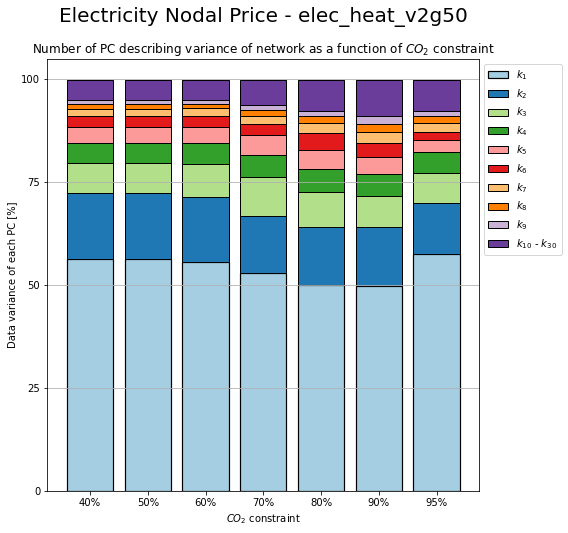 Electricity Nodal Price - elec_heat_v2g50
Number of PC describing variance of network as a function of CO₂ constraint
Data variance of each PC [%]
100
75
50
25
0
40% 50% 60% 70% 80% 90% 95%
CO₂ constraint
k₁
k₂
k₃
k₄
k₅
k₆
k₇
k₈
k₉
k₁₀ - k₃₀